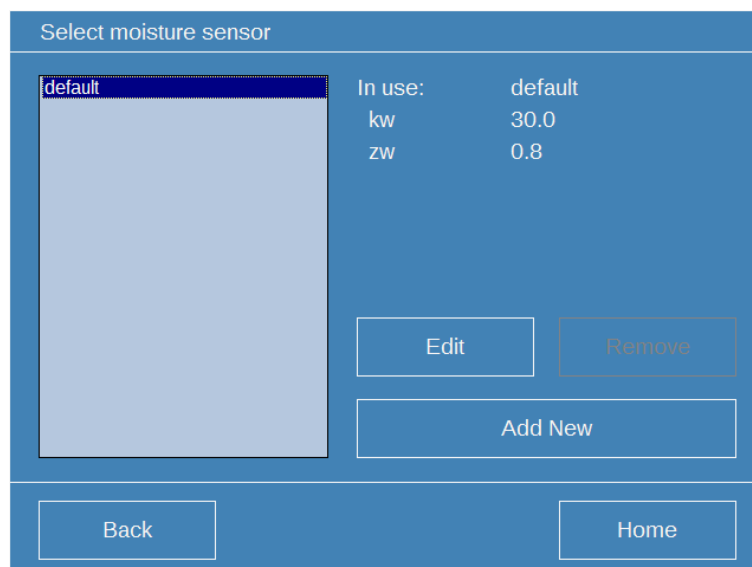 Select moisture sensor
default
In use: default
kw 30.0
zw 0.8
Edit
Remove
Add New
Back
Home